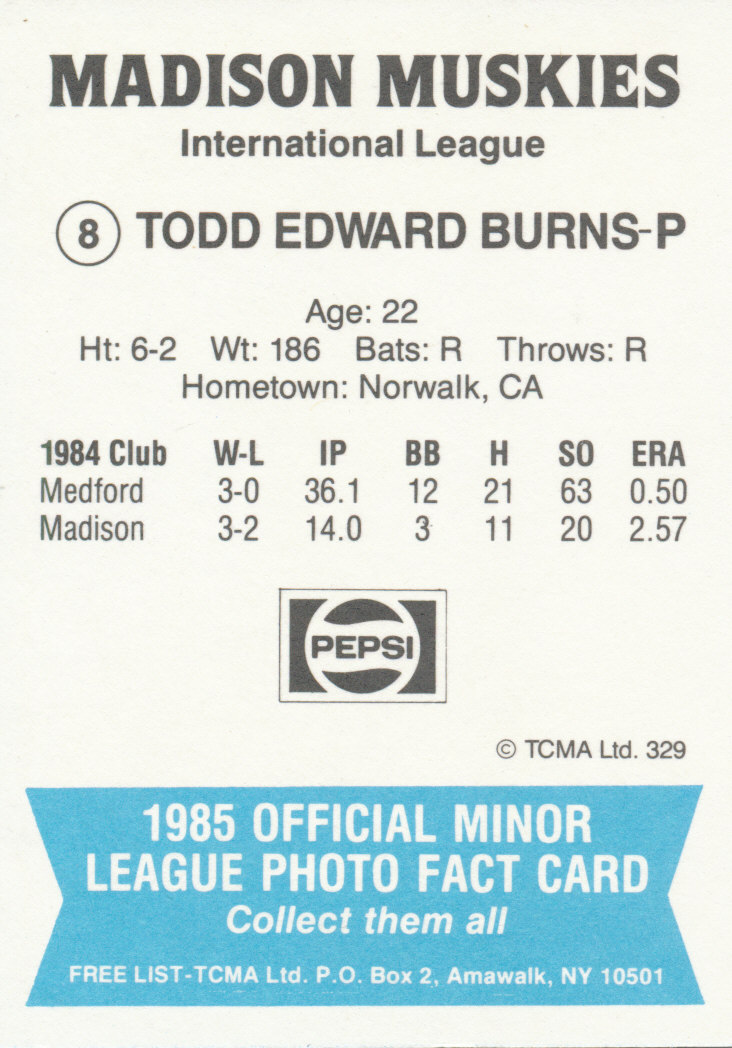 MADISON MUSKIES
International League
8 TODD EDWARD BURNS-P
Age: 22
Ht: 6-2 Wt: 186 Bats: R Throws: R
Hometown: Norwalk, CA
1984 Club W-L IP BB H SO ERA
Medford 3-0 36.1 12 21 63 0.50
Madison 3-2 14.0 3 11 20 2.57
PEPSI
© TCMA Ltd. 329
1985 OFFICIAL MINOR
LEAGUE PHOTO FACT CARD
Collect them all
FREE LIST-TCMA Ltd. P.O. Box 2, Amawalk, NY 10501